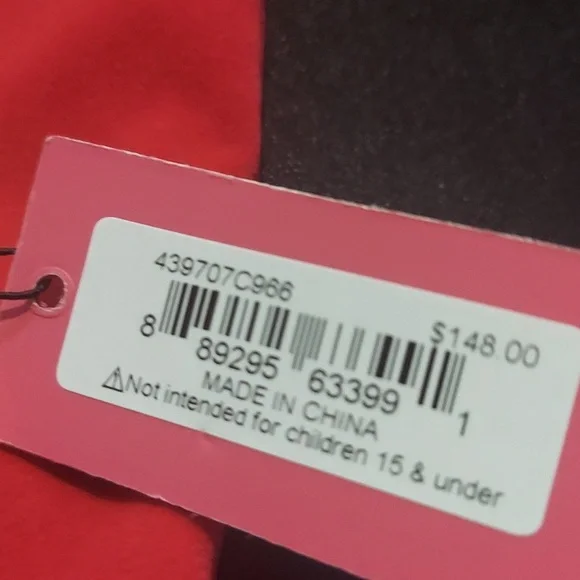 439707C966
$148.00
8 89295 63399 1
MADE IN CHINA
⚠Not intended for children 15 & under